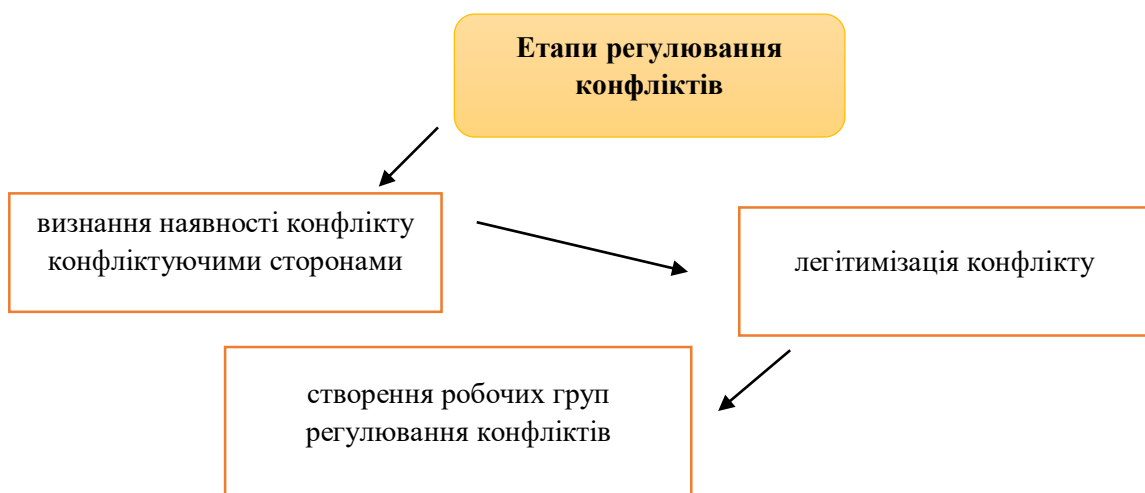 Етапи регулювання
конфліктів
визнання наявності конфлікту
конфліктуючими сторонами
легітимізація конфлікту
створення робочих груп
регулювання конфліктів